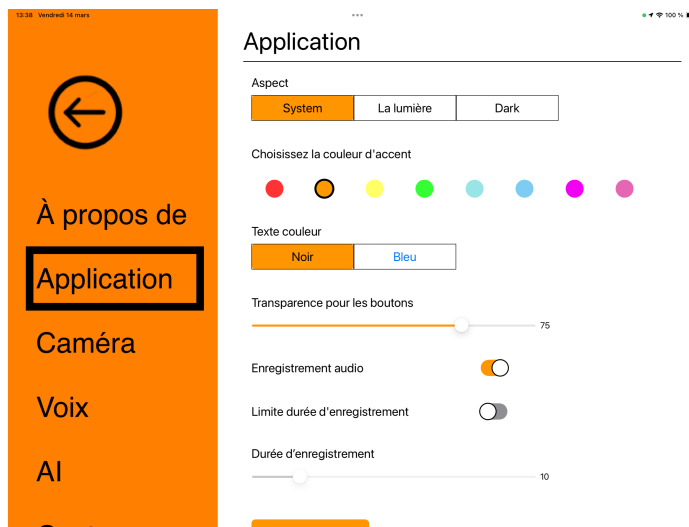 13:38 Vendredi 14 mars
100 %
Application
Aspect
System La lumière Dark
Choisissez la couleur d'accent
À propos de
Texte couleur
Noir Bleu
Application
Transparence pour les boutons
75
Caméra
Enregistrement audio
Voix
Limite durée d'enregistrement
Durée d’enregistrement
AI
10